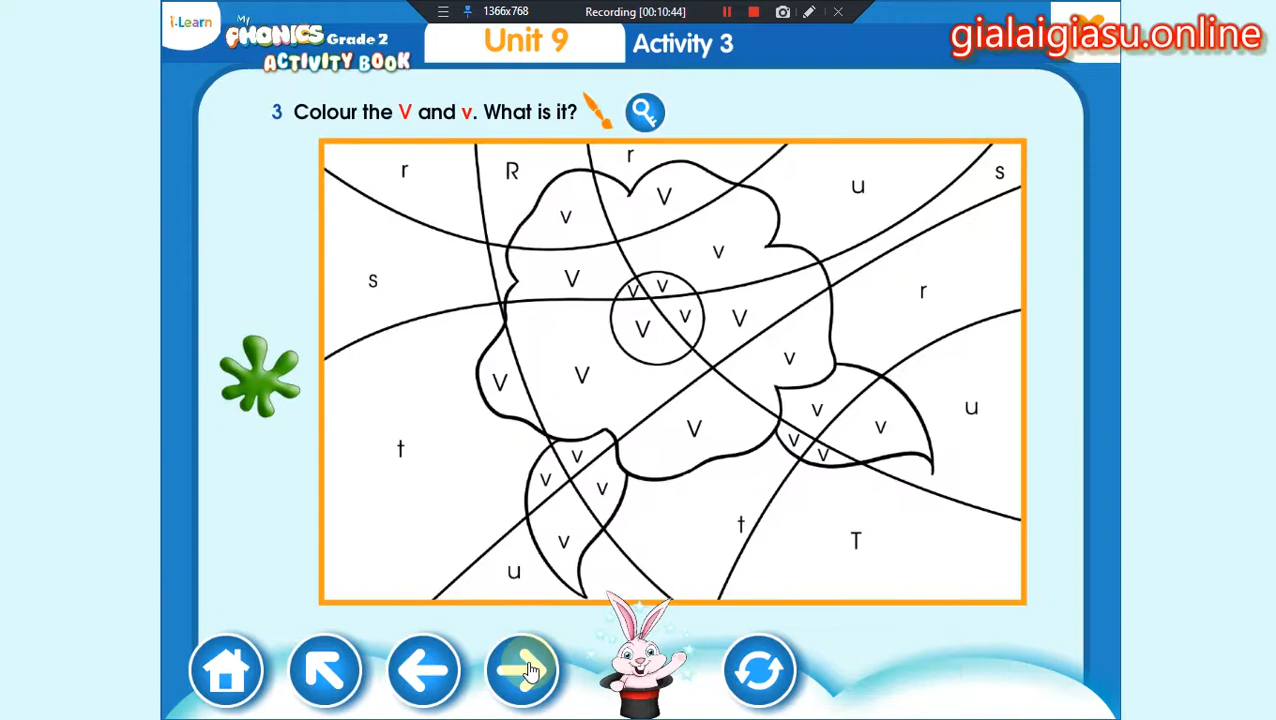 1366x768 Recording [00:10:44]
i-Learn
My
PHONICS Grade 2
ACTIVITY BOOK
Unit 9 Activity 3
gialaigiasu.online
3 Colour the V and v. What is it?
r R r u s
v V
v
s V
v v
r
V v V
v
V V
v u
V v
v v
t v
v v
t T
v
u